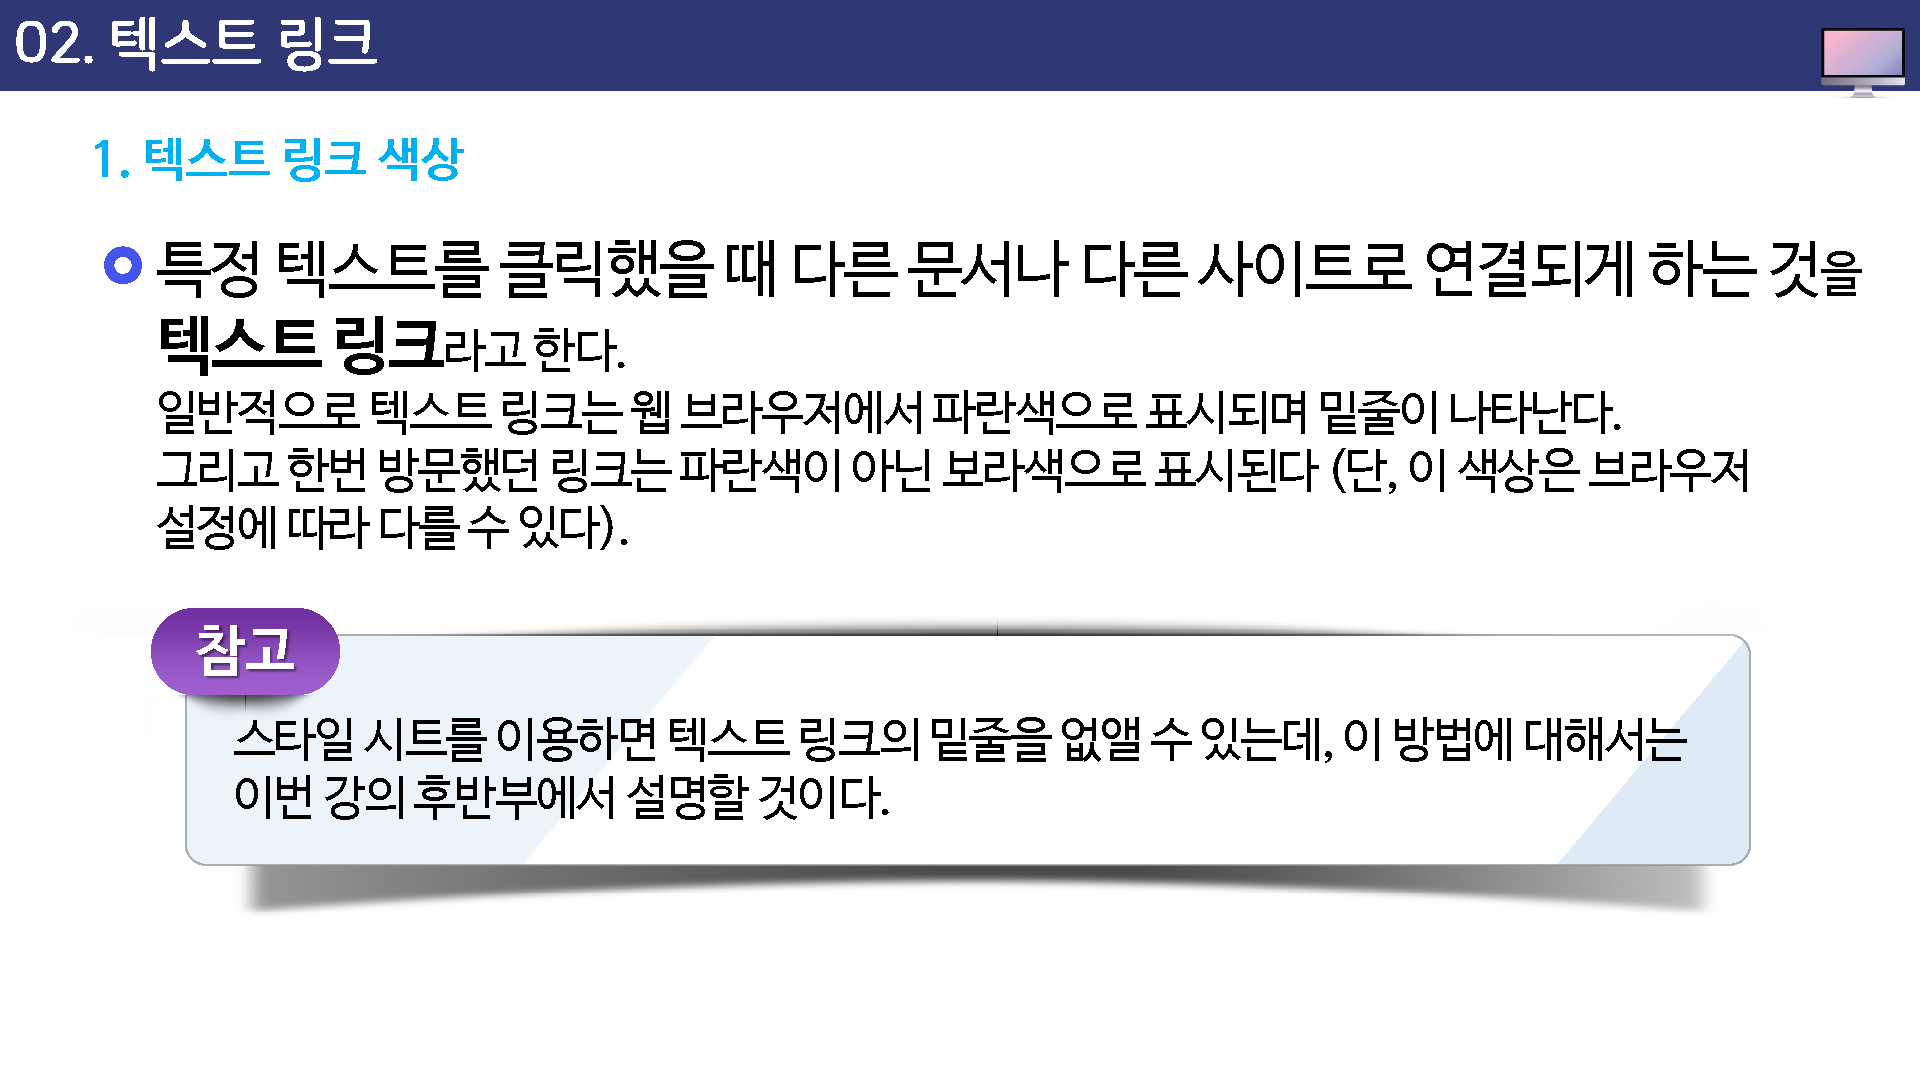 02. 텍스트 링크
1. 텍스트 링크 색상
특정 텍스트를 클릭했을 때 다른 문서나 다른 사이트로 연결되게 하는 것을
텍스트 링크라고 한다.
일반적으로 텍스트 링크는 웹 브라우저에서 파란색으로 표시되며 밑줄이 나타난다.
그리고 한번 방문했던 링크는 파란색이 아닌 보라색으로 표시된다 (단, 이 색상은 브라우저
설정에 따라 다를 수 있다).
참고
스타일 시트를 이용하면 텍스트 링크의 밑줄을 없앨 수 있는데, 이 방법에 대해서는
이번 강의 후반부에서 설명할 것이다.